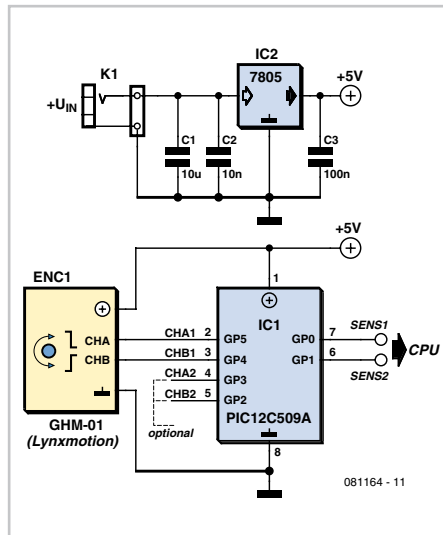 K1
+UIN
IC2
7805
+5V
C1
10u
C2
10n
C3
100n
+5V
ENC1
CHA
CHB
GHM-01
(Lynxmotion)
CHA1
CHB1
CHA2
CHB2
optional
1
2
3
4
5
GP5
GP4
GP3
GP2
IC1
PIC12C509A
GP0
GP1
7
6
8
SENS1
SENS2
CPU
081164 - 11